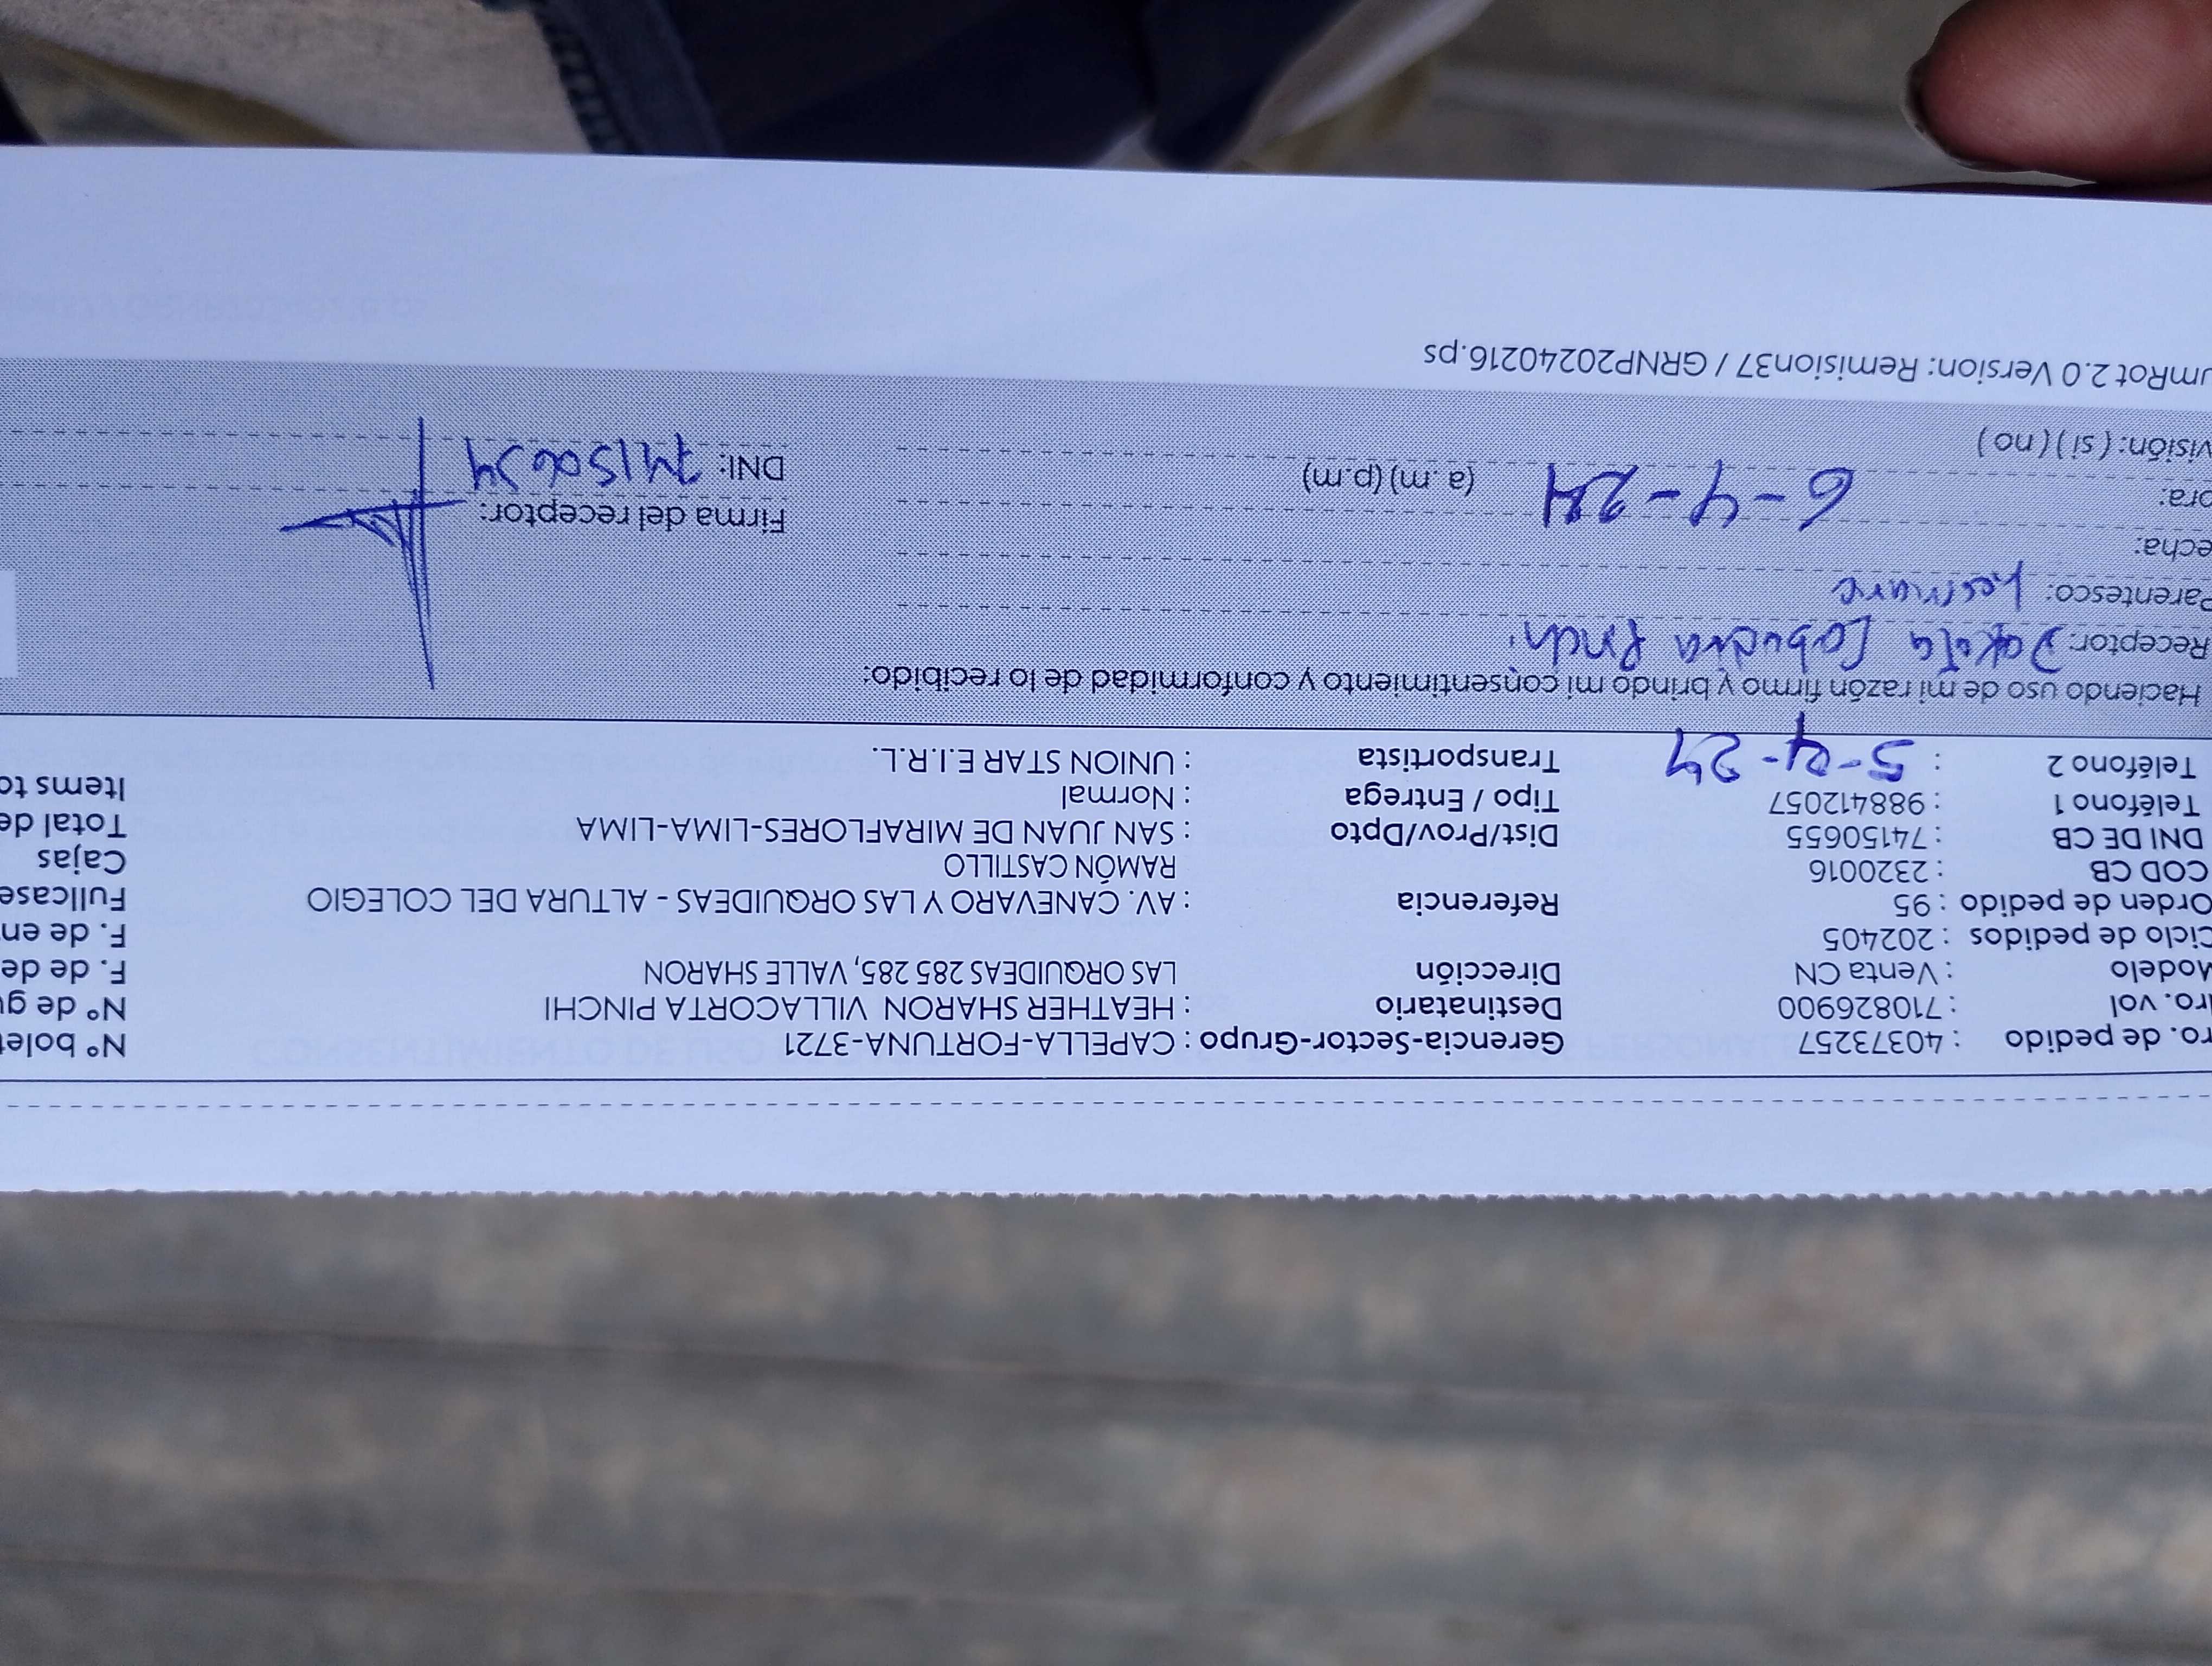 ro. de pedido : 40373257 Gerencia-Sector-Grupo : CAPELLA-FORTUNA-3721 N° bolet
ro. vol : 710826900 Destinatario : HEATHER SHARON VILLACORTA PINCHI N° de gu
Modelo : Venta CN Dirección LAS ORQUIDEAS 285 285, VALLE SHARON F. de de
Ciclo de pedidos : 202405 F. de en
Orden de pedido : 95 Referencia : AV. CANEVARO Y LAS ORQUIDEAS - ALTURA DEL COLEGIO Fullcase
COD CB : 2320016 RAMÓN CASTILLO Cajas
DNI DE CB : 74150655 Dist/Prov/Dpto : SAN JUAN DE MIRAFLORES-LIMA-LIMA Total de
Teléfono 1 : 988412057 Tipo / Entrega : Normal Items to
Teléfono 2 : 5-4-24 Transportista : UNION STAR E.I.R.L.
Haciendo uso de mi razón firmo y brindo mi consentimiento y conformidad de lo recibido:
Receptor:
Parentesco: hermana
echa: 6-4-24
ora: (a.m) (p.m) Firma del receptor:
visión: ( si ) ( no ) DNI:
umRot 2.0 Version: Remision37 / GRNP20240216.ps